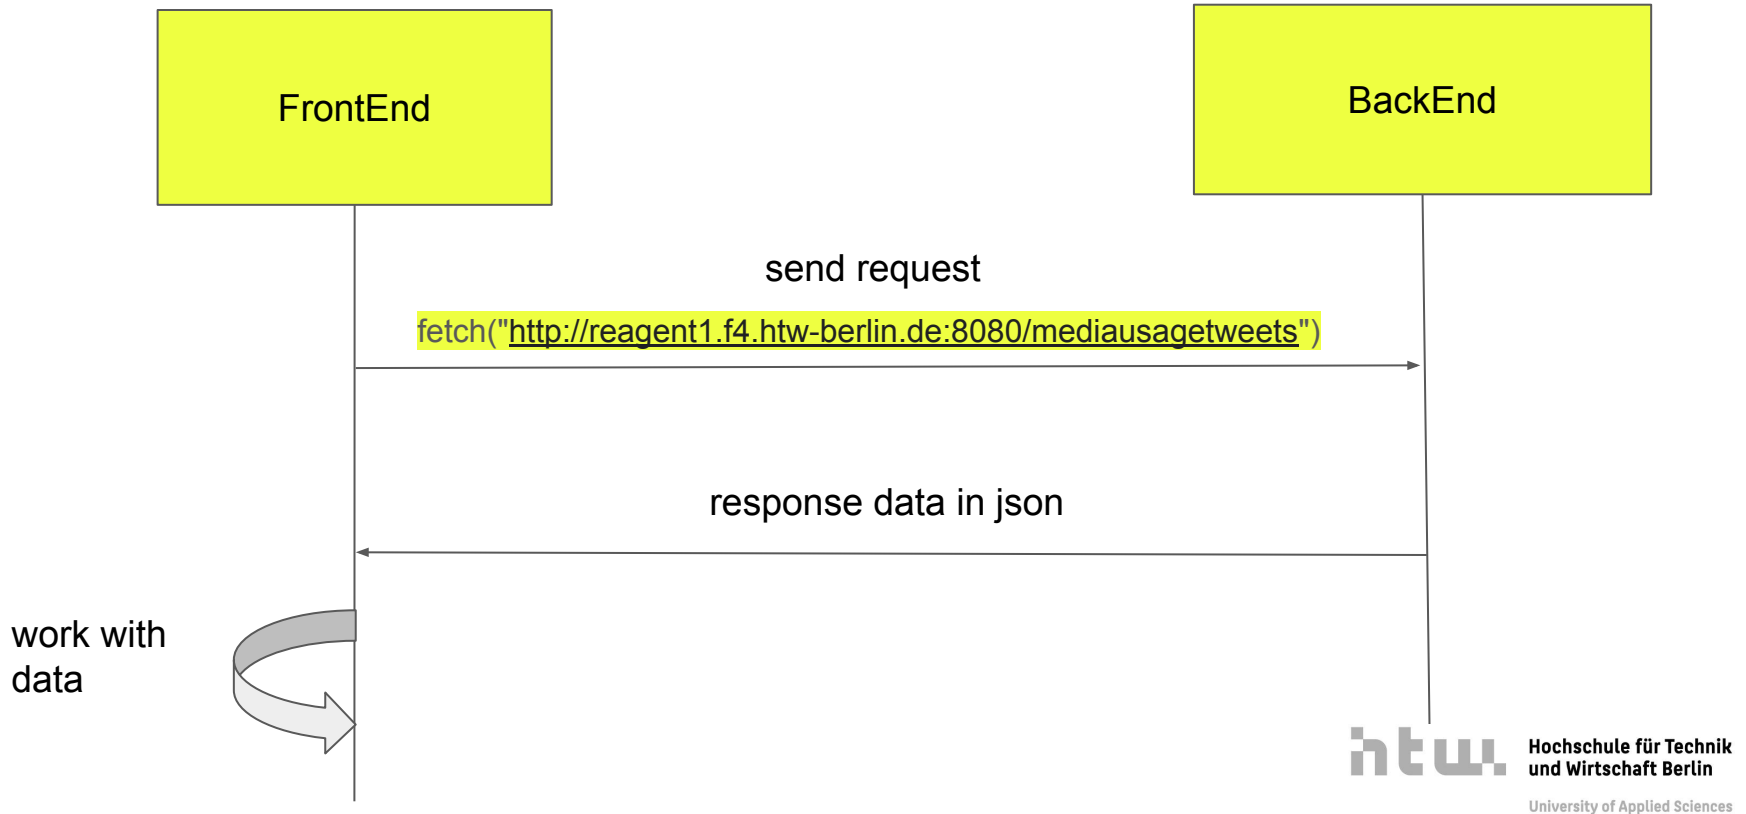 FrontEnd
BackEnd
send request
fetch("http://reagent1.f4.htw-berlin.de:8080/mediausagetweets")
response data in json
work with
data
htw.
Hochschule für Technik
und Wirtschaft Berlin
University of Applied Sciences